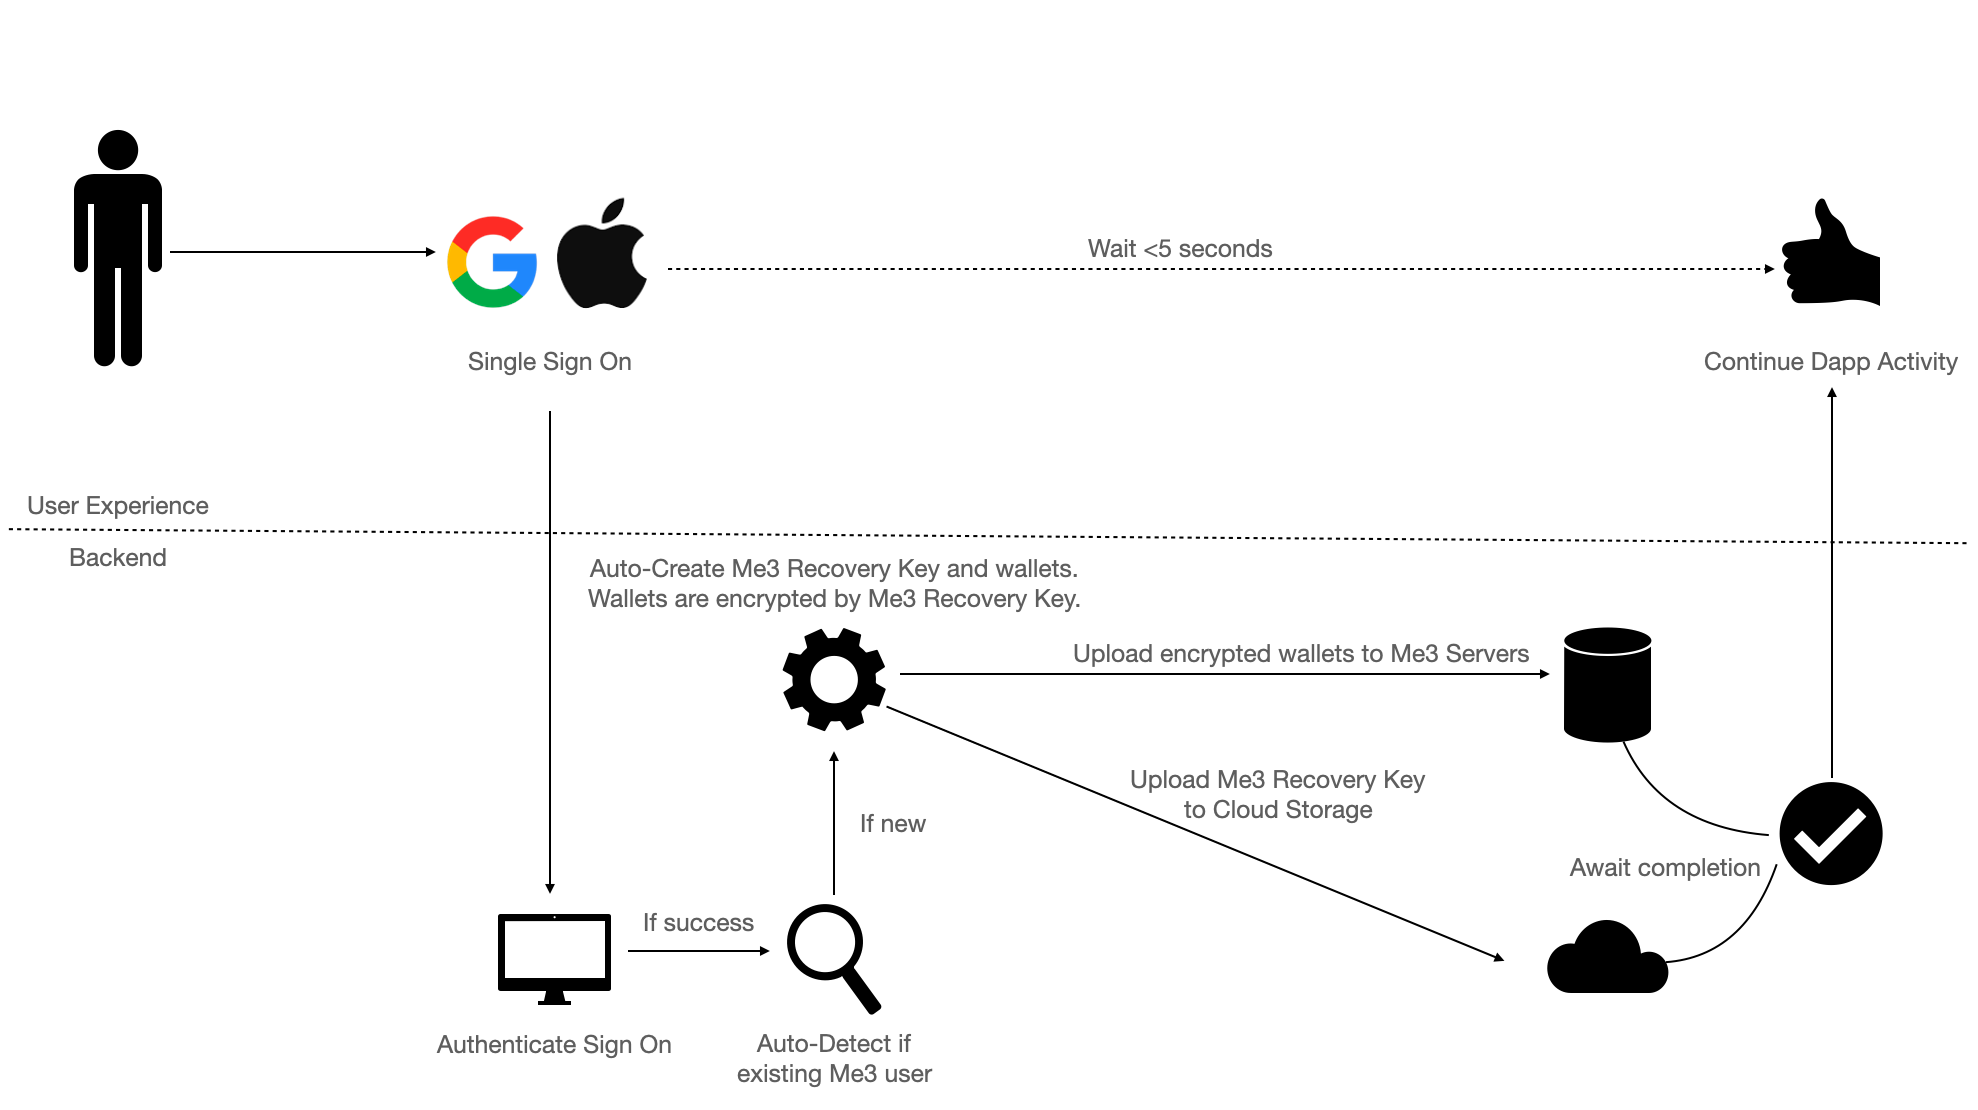 Wait <5 seconds
Single Sign On
Continue Dapp Activity
User Experience
Backend
Auto-Create Me3 Recovery Key and wallets.
Wallets are encrypted by Me3 Recovery Key.
Upload encrypted wallets to Me3 Servers
Upload Me3 Recovery Key
to Cloud Storage
If new
Await completion
If success
Authenticate Sign On
Auto-Detect if
existing Me3 user